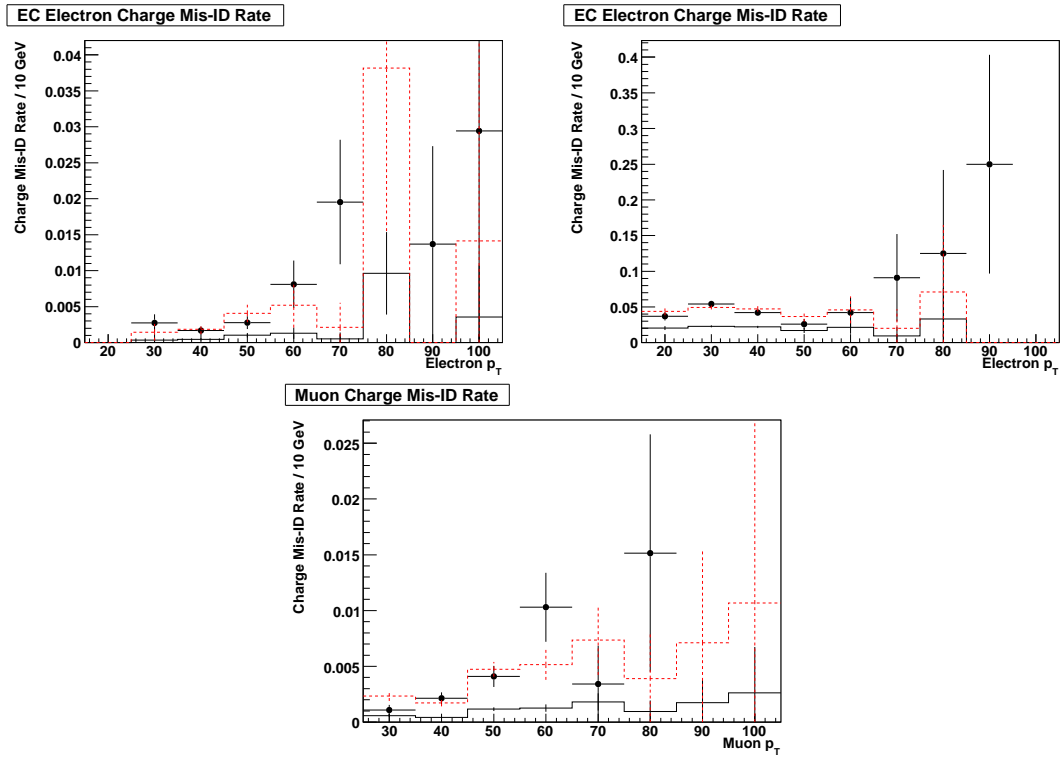 EC Electron Charge Mis-ID Rate
Charge Mis-ID Rate / 10 GeV
0.04
0.035
0.03
0.025
0.02
0.015
0.01
0.005
0
20 30 40 50 60 70 80 90 100
Electron p_T
EC Electron Charge Mis-ID Rate
Charge Mis-ID Rate / 10 GeV
0.4
0.35
0.3
0.25
0.2
0.15
0.1
0.05
0
20 30 40 50 60 70 80 90 100
Electron p_T
Muon Charge Mis-ID Rate
Charge Mis-ID Rate / 10 GeV
0.025
0.02
0.015
0.01
0.005
0
30 40 50 60 70 80 90 100
Muon p_T